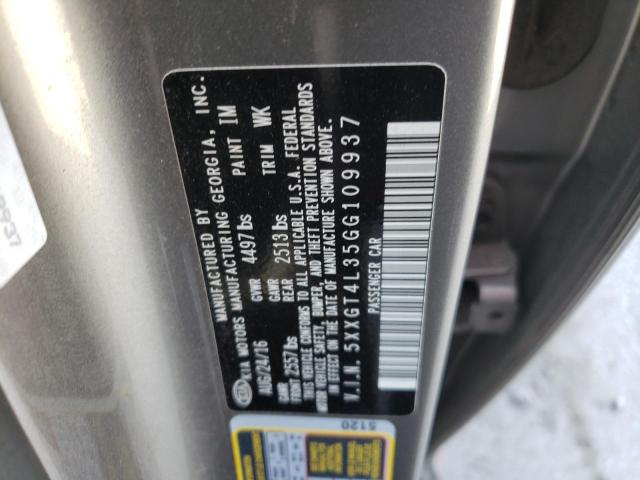 MANUFACTURED BY
KIA MOTORS MANUFACTURING GEORGIA, INC.
AUG/24/16 GVWR 4497 lbs PAINT IM
GAWR FRONT 2557 lbs GAWR REAR 2513 lbs TRIM WK
THIS VEHICLE CONFORMS TO ALL APPLICABLE U.S.A. FEDERAL
MOTOR VEHICLE SAFETY, BUMPER, AND THEFT PREVENTION STANDARDS
IN EFFECT ON THE DATE OF MANUFACTURE SHOWN ABOVE.
V.I.N. 5XXGT4L35GG109937
PASSENGER CAR
5120